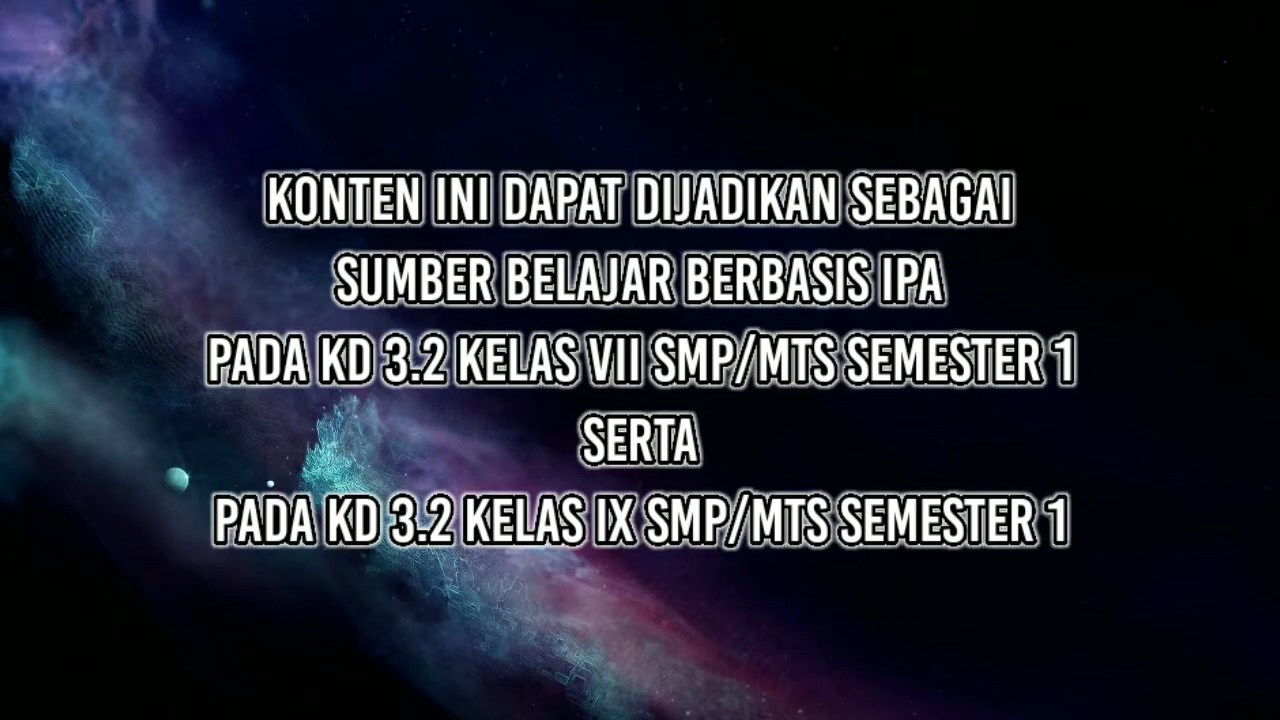 KONTEN INI DAPAT DIJADIKAN SEBAGAI
SUMBER BELAJAR BERBASIS IPA
PADA KD 3.2 KELAS VII SMP/MTS SEMESTER 1
SERTA
PADA KD 3.2 KELAS IX SMP/MTS SEMESTER 1